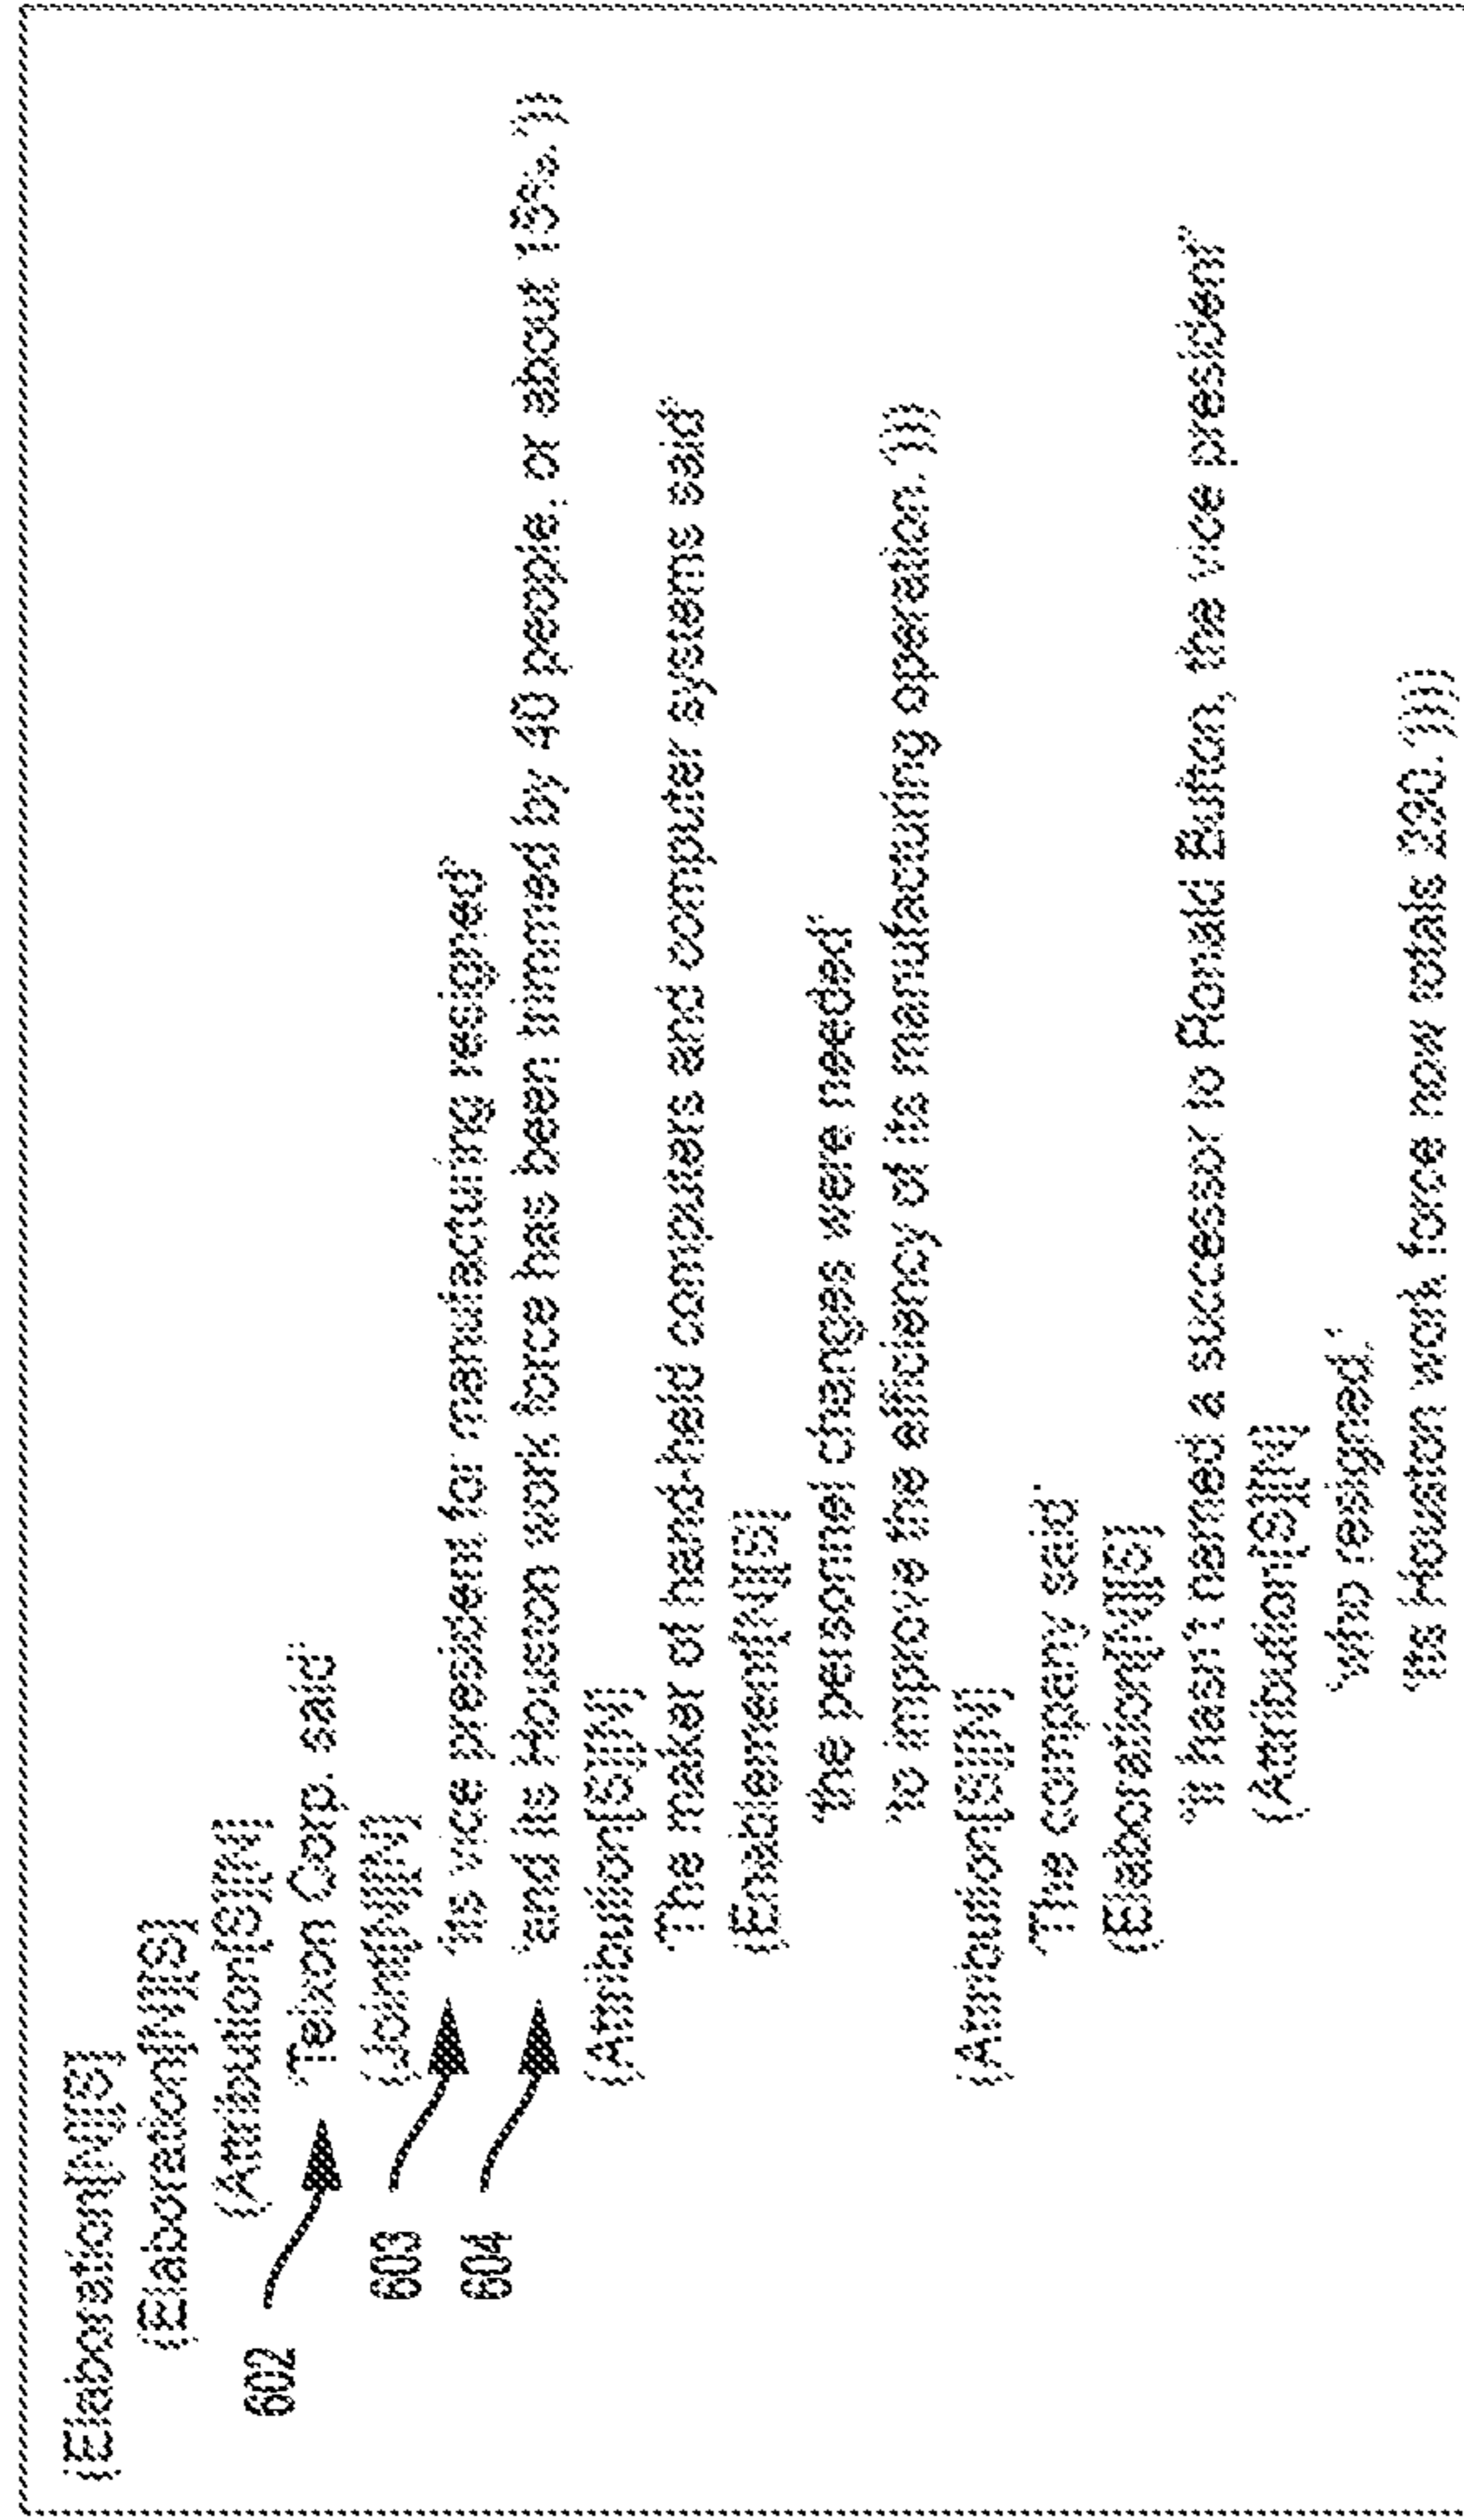 (Elaboration[N][S]
(Elaboration[N][S]
(Attribution[S][N]
602
'Telxon Corp. said'
(Joint[N][N]
603
'its vice president for manufacturing resigned'
604
'and its Houston work force has been trimmed by 40 people, or about 15%.'))
(Attribution[S][N]
'The maker of hand-held computers and computer systems said'
(Enablement[N][S]
'the personnel changes were needed'
'to improve the efficiency of its manufacturing operation.')))
(Attribution[S][N]
'The company said'
(Elaboration[N][S]
'it hasn't named a successor to Ronald Bufton, the vice president'
(Attribution[S][N]
'who resigned.'
'Its Houston work force now totals 230.'))))